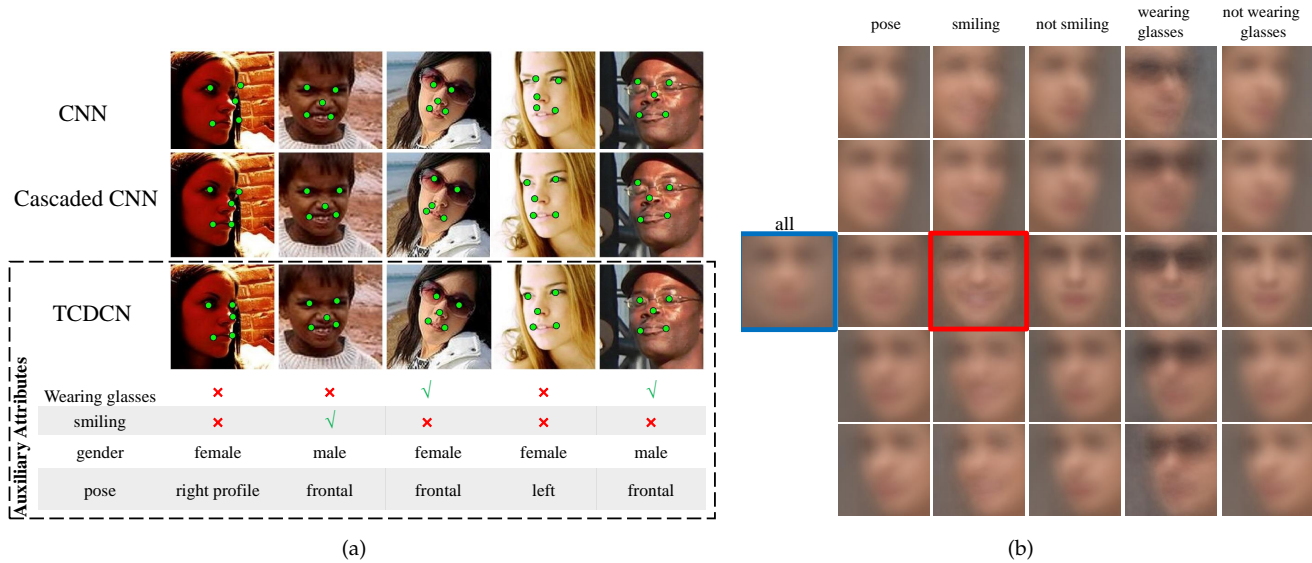 CNN
Cascaded CNN
TCDCN
Auxiliary Attributes
Wearing glasses × × √ × √
smiling × √ × × ×
gender female male female female male
pose right profile frontal frontal left frontal
(a)
pose smiling not smiling wearing glasses not wearing glasses
all
(b)